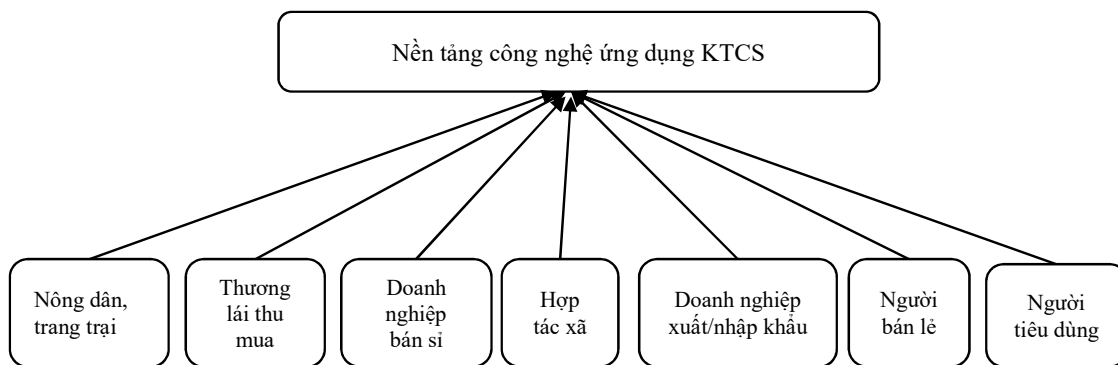 Nền tảng công nghệ ứng dụng KTCS
Nông dân,
trang trại
Thương
lái thu
mua
Doanh
nghiệp
bán sỉ
Hợp
tác xã
Doanh nghiệp
xuất/nhập khẩu
Người
bán lẻ
Người
tiêu dùng